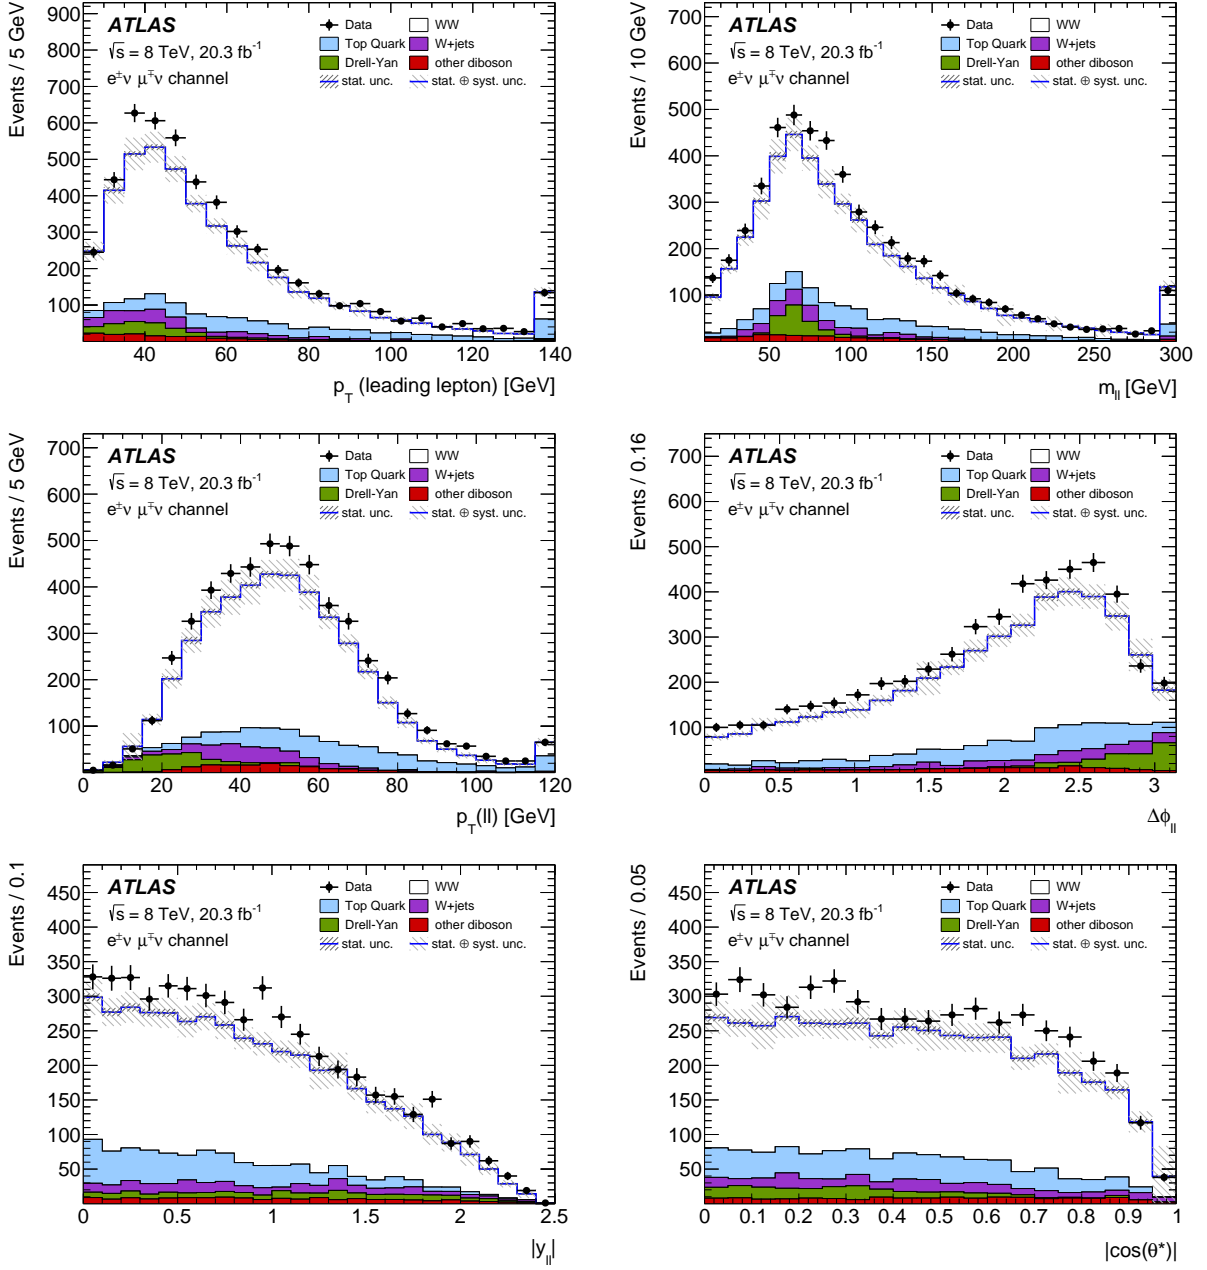 Events / 5 GeV
900
800
700
600
500
400
300
200
100
ATLAS
√s = 8 TeV, 20.3 fb⁻¹
e±ν μ∓ν channel
Data
WW
Top Quark
W+jets
Drell-Yan
other diboson
stat. unc.
stat. ⊕ syst. unc.
40 60 80 100 120 140
p_T (leading lepton) [GeV]
Events / 10 GeV
700
600
500
400
300
200
100
ATLAS
√s = 8 TeV, 20.3 fb⁻¹
e±ν μ∓ν channel
Data
WW
Top Quark
W+jets
Drell-Yan
other diboson
stat. unc.
stat. ⊕ syst. unc.
50 100 150 200 250 300
m_ll [GeV]
Events / 5 GeV
700
600
500
400
300
200
100
ATLAS
√s = 8 TeV, 20.3 fb⁻¹
e±ν μ∓ν channel
Data
WW
Top Quark
W+jets
Drell-Yan
other diboson
stat. unc.
stat. ⊕ syst. unc.
0 20 40 60 80 100 120
p_T(ll) [GeV]
Events / 0.16
700
600
500
400
300
200
100
ATLAS
√s = 8 TeV, 20.3 fb⁻¹
e±ν μ∓ν channel
Data
WW
Top Quark
W+jets
Drell-Yan
other diboson
stat. unc.
stat. ⊕ syst. unc.
0 0.5 1 1.5 2 2.5 3
Δϕ_ll
Events / 0.1
450
400
350
300
250
200
150
100
50
ATLAS
√s = 8 TeV, 20.3 fb⁻¹
e±ν μ∓ν channel
Data
WW
Top Quark
W+jets
Drell-Yan
other diboson
stat. unc.
stat. ⊕ syst. unc.
0 0.5 1 1.5 2 2.5
|y_ll|
Events / 0.05
450
400
350
300
250
200
150
100
50
ATLAS
√s = 8 TeV, 20.3 fb⁻¹
e±ν μ∓ν channel
Data
WW
Top Quark
W+jets
Drell-Yan
other diboson
stat. unc.
stat. ⊕ syst. unc.
0 0.1 0.2 0.3 0.4 0.5 0.6 0.7 0.8 0.9 1
|cos(θ*)|